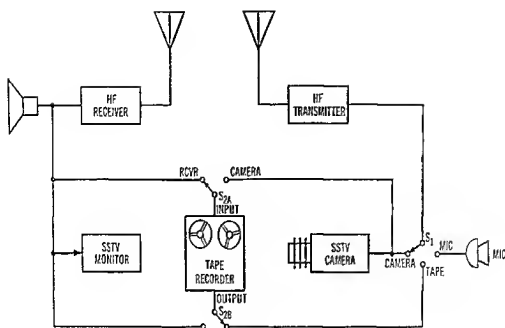 HF
RECEIVER
HF
TRANSMITTER
RCVR
CAMERA
S2A
INPUT
SSTV
MONITOR
TAPE
RECORDER
SSTV
CAMERA
S1
CAMERA
MIC
MIC
TAPE
OUTPUT
S2B